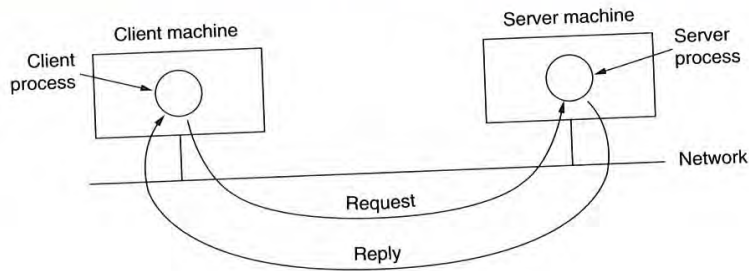 Client machine
Server machine
Client
process
Server
process
Network
Request
Reply